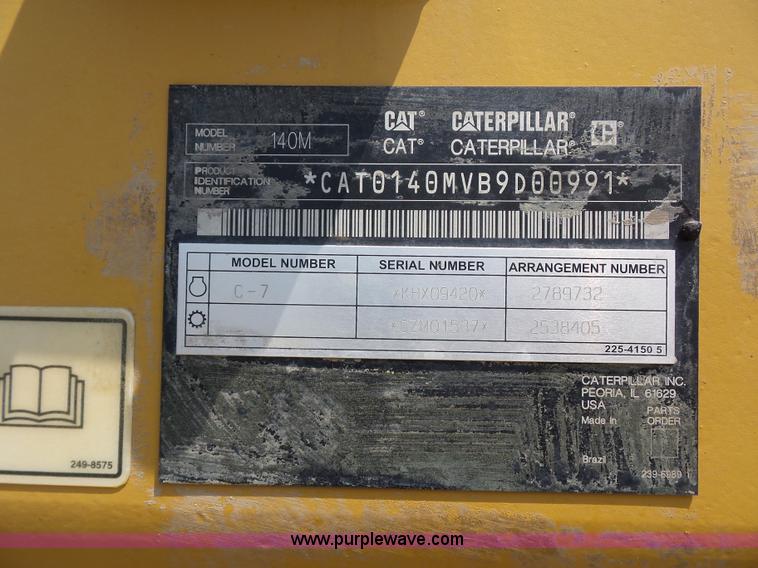 CAT® CATERPILLAR®
MODEL NUMBER 140M
CAT® CATERPILLAR®
PRODUCT IDENTIFICATION NUMBER *CAT0140MVB9D00991*
MODEL NUMBER SERIAL NUMBER ARRANGEMENT NUMBER
C-7 *KHX09420* 2789732
2538405
225-4150 5
CATERPILLAR, INC.
PEORIA, IL 61629
USA PARTS
Made in ORDER
Brazil
249-8575
www.purplewave.com